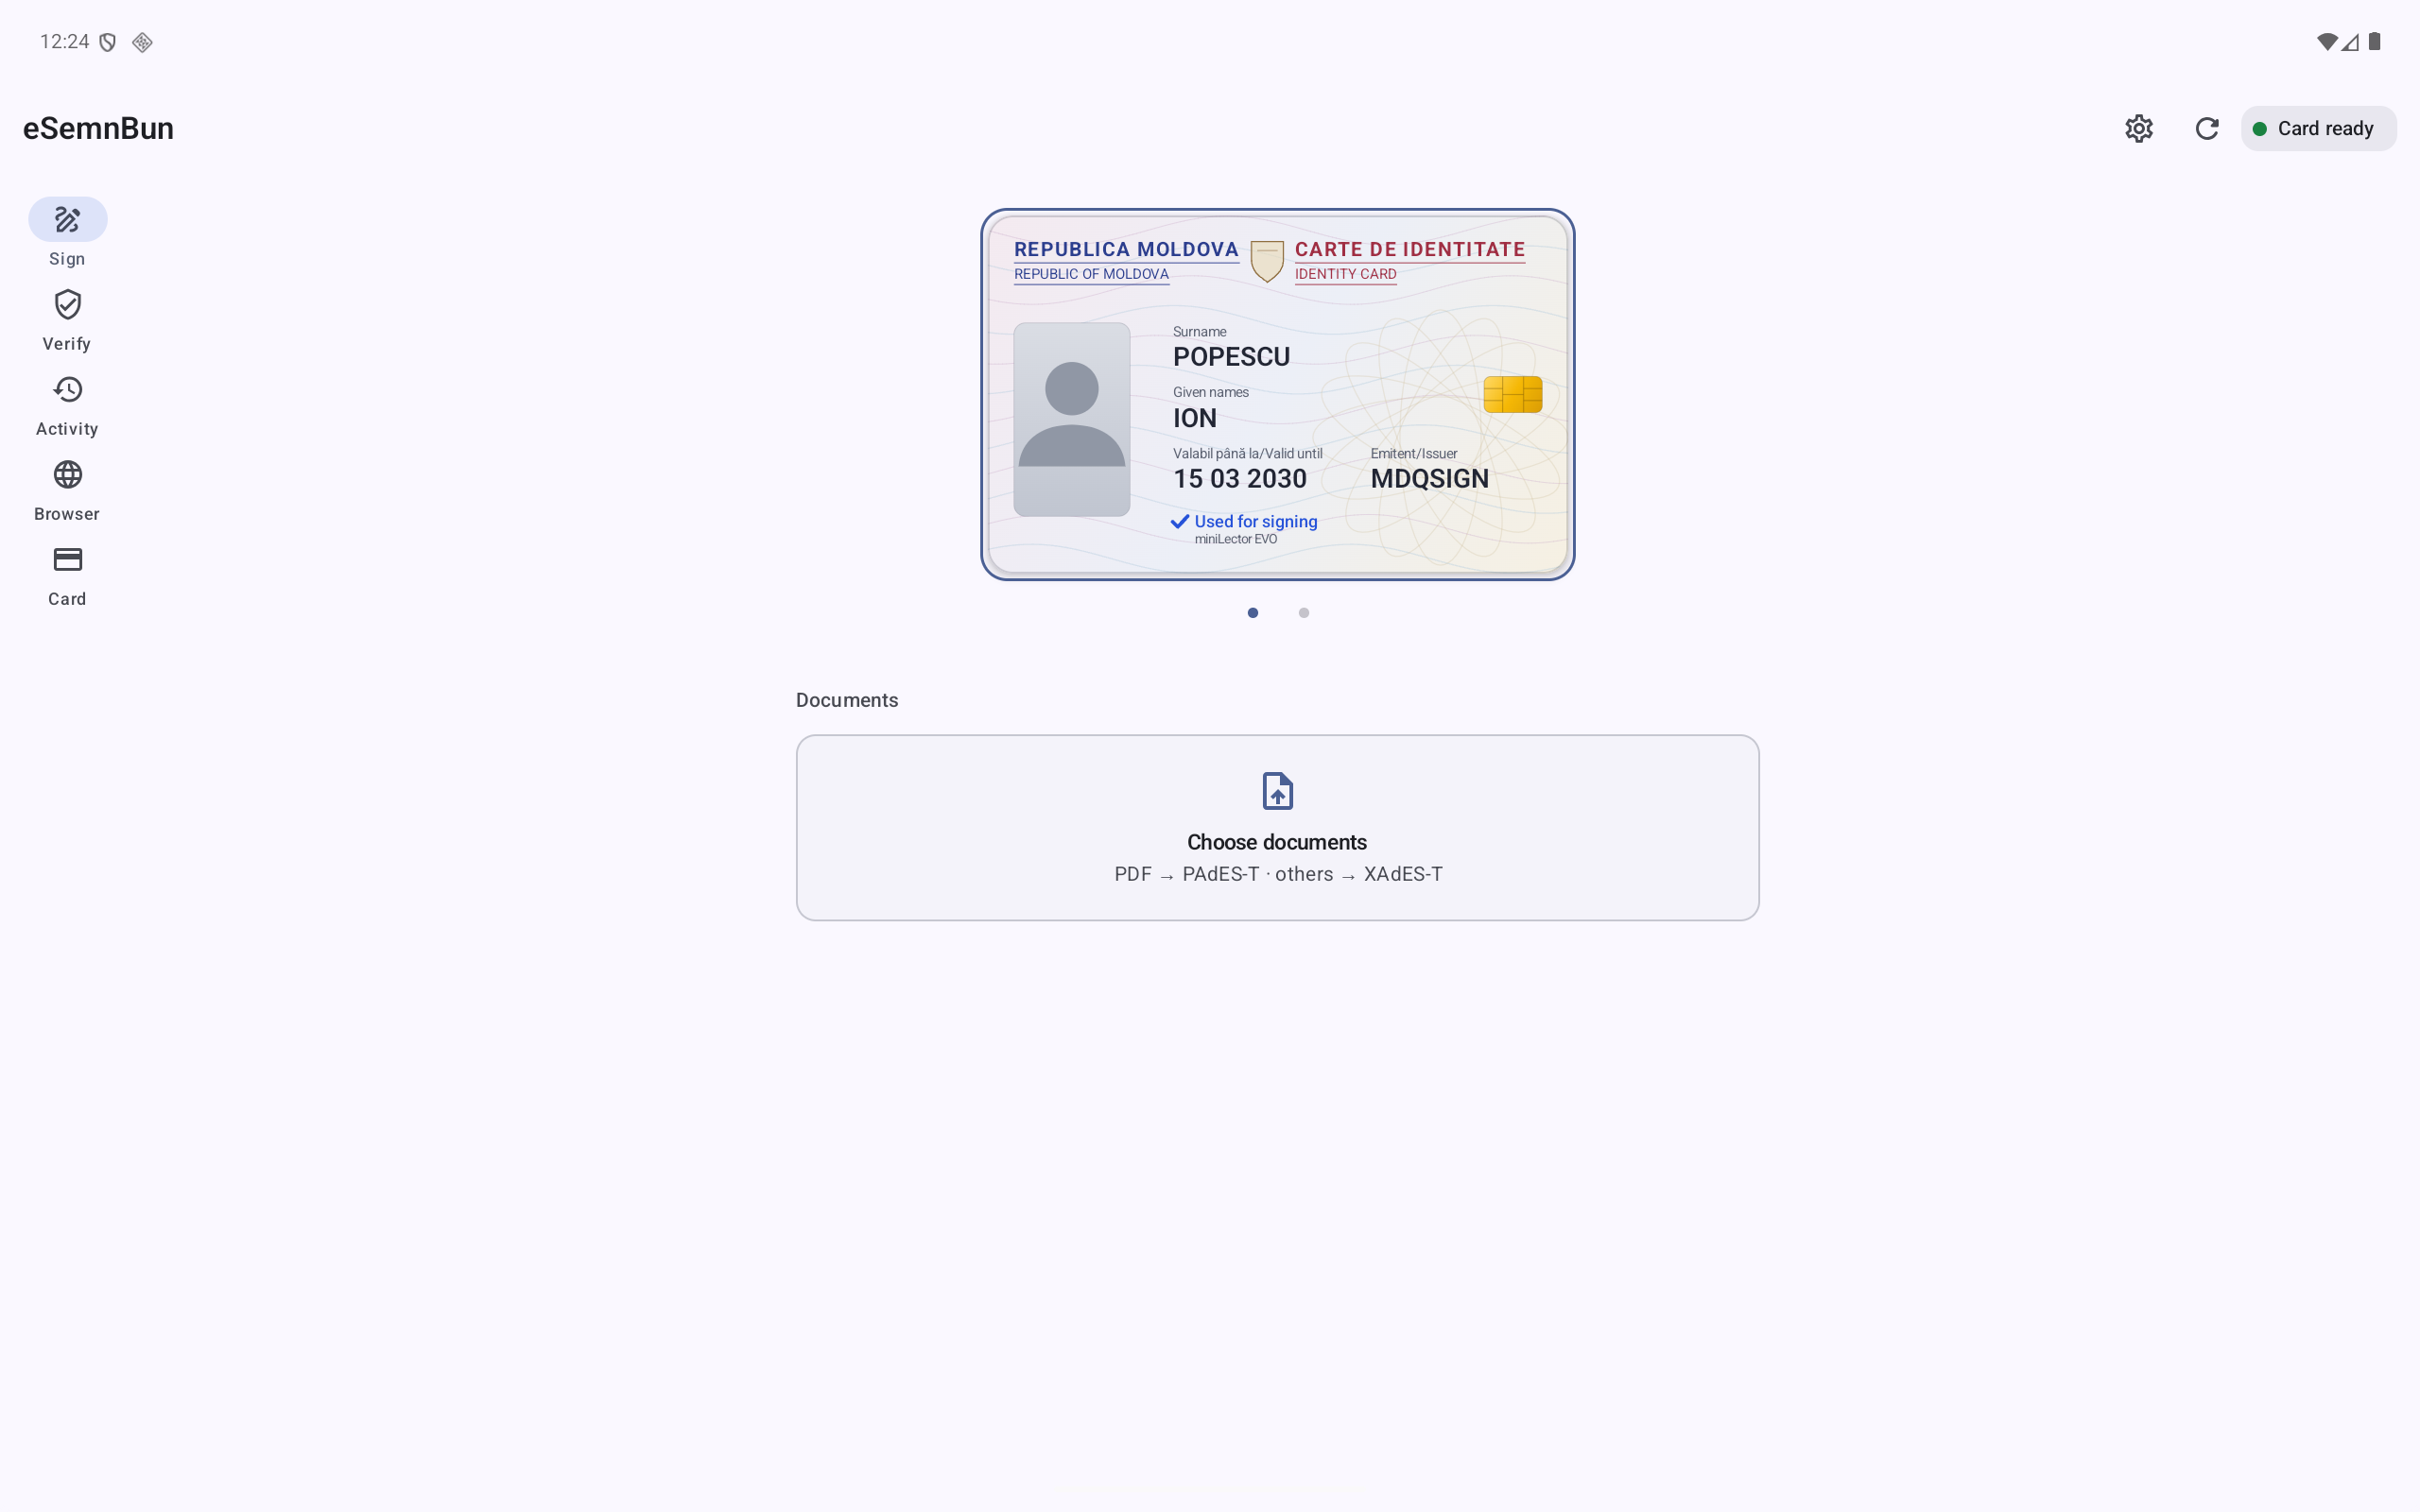 12:24
eSemnBun
Card ready
Sign
Verify
Activity
Browser
Card
REPUBLICA MOLDOVA
REPUBLIC OF MOLDOVA
CARTE DE IDENTITATE
IDENTITY CARD
Surname
POPESCU
Given names
ION
Valabil până la/Valid until
15 03 2030
Emitent/Issuer
MDQSIGN
Used for signing
miniLector EVO
Documents
Choose documents
PDF → PAdES-T · others → XAdES-T